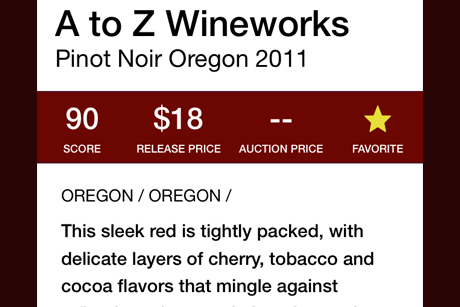 A to Z Wineworks
Pinot Noir Oregon 2011
90 $18 --
SCORE RELEASE PRICE AUCTION PRICE FAVORITE
OREGON / OREGON /
This sleek red is tightly packed, with
delicate layers of cherry, tobacco and
cocoa flavors that mingle against